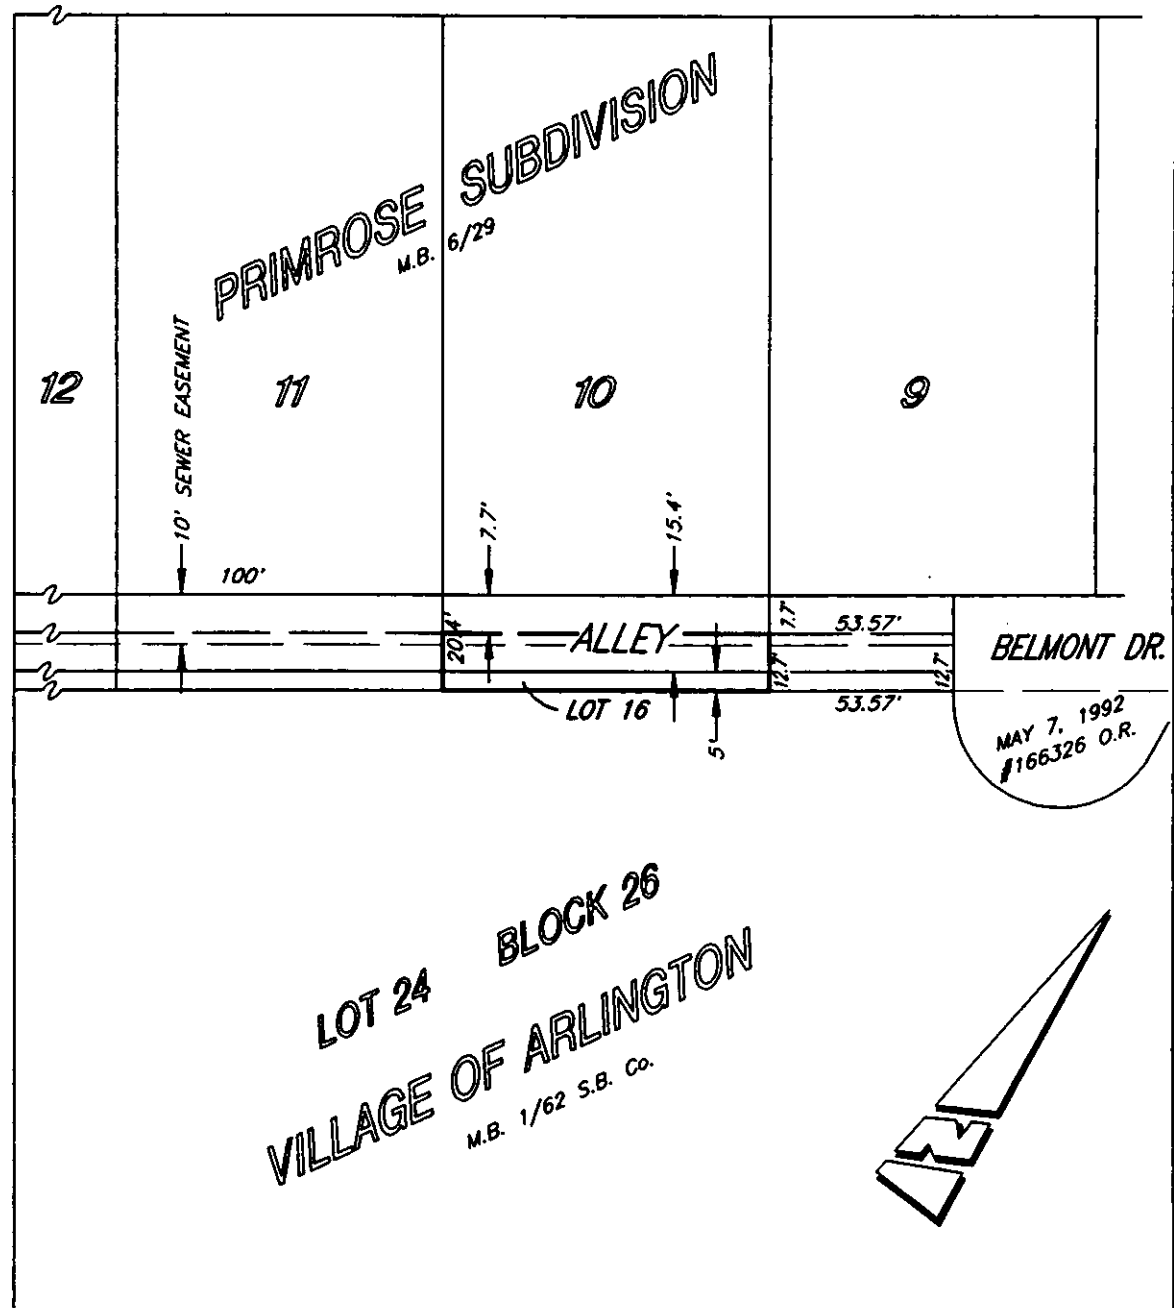 PRIMROSE SUBDIVISION
M.B. 6/29
12
11
10
9
10' SEWER EASEMENT
7.7'
15.4'
100'
20.4'
ALLEY
7.7'
53.57'
BELMONT DR.
12.7'
12.7'
LOT 16
53.57'
5'
MAY 7, 1992
#166326 O.R.
LOT 24 BLOCK 26
VILLAGE OF ARLINGTON
M.B. 1/62 S.B. Co.
N